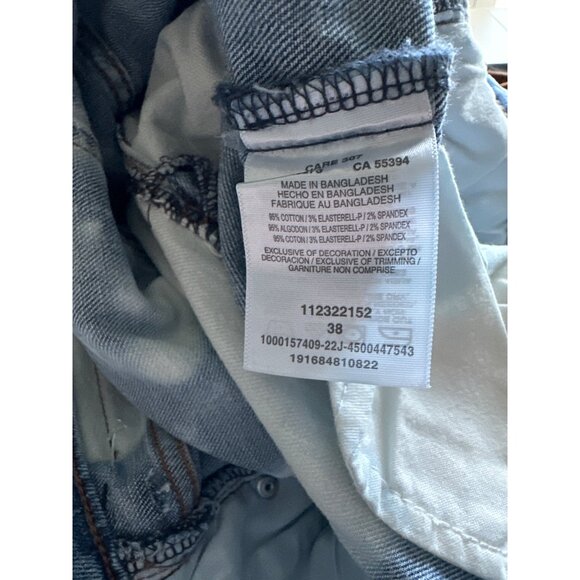 CARE 307
CA 55394
MADE IN BANGLADESH
HECHO EN BANGLADESH
FABRIQUE AU BANGLADESH
95% COTTON / 3% ELASTERELL-P / 2% SPANDEX
95% ALGODON / 3% ELASTERELL-P / 2% SPANDEX
95% COTON / 3% ELASTERELL-P / 2% SPANDEX
EXCLUSIVE OF DECORATION / EXCEPTO
DECORACION / EXCLUSIVE OF TRIMMING /
GARNITURE NON COMPRISE
112322152
38
1000157409-22J-4500447543
191684810822